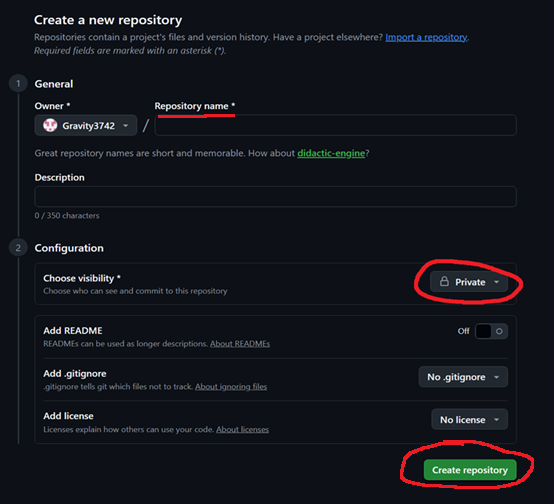 Create a new repository
Repositories contain a project's files and version history. Have a project elsewhere? Import a repository.
Required fields are marked with an asterisk (*).
1 General
Owner * Repository name *
Gravity3742 /
Great repository names are short and memorable. How about didactic-engine?
Description
0 / 350 characters
2 Configuration
Choose visibility * Private
Choose who can see and commit to this repository
Add README Off
READMEs can be used as longer descriptions. About READMEs
Add .gitignore No .gitignore
.gitignore tells git which files not to track. About ignoring files
Add license No license
Licenses explain how others can use your code. About licenses
Create repository